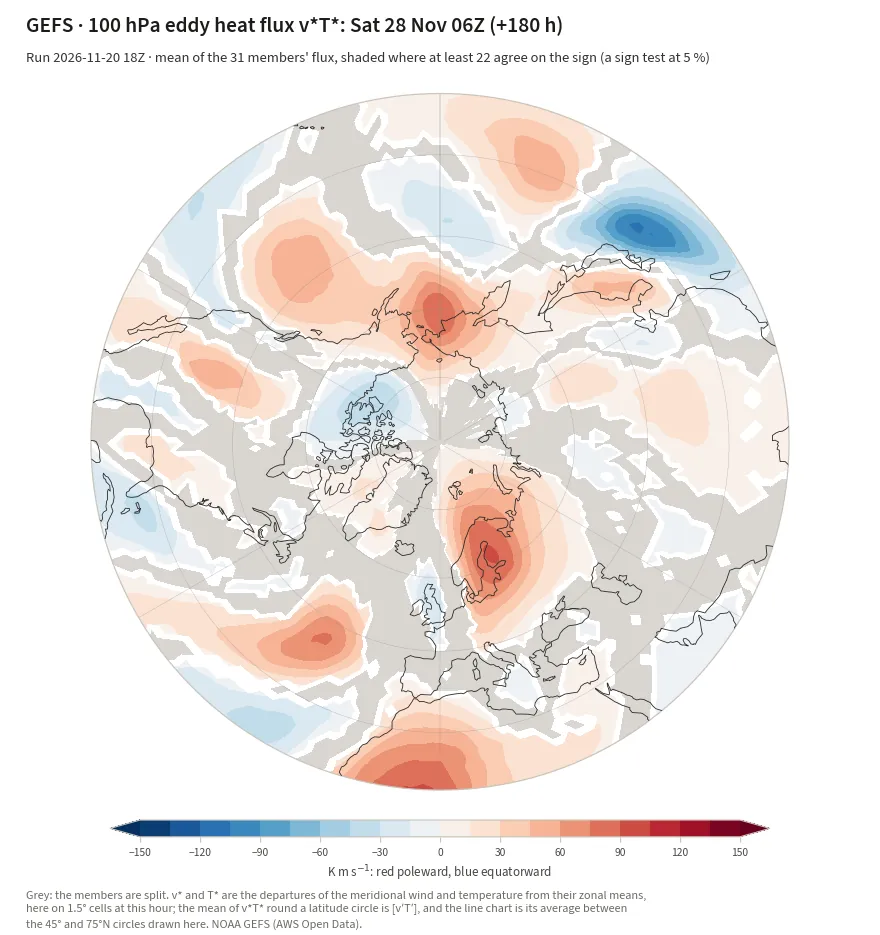 GEFS · 100 hPa eddy heat flux v*T*: Sat 28 Nov 06Z (+180 h)
Run 2026-11-20 18Z · mean of the 31 members' flux, shaded where at least 22 agree on the sign (a sign test at 5 %)
−150 −120 −90 −60 −30 0 30 60 90 120 150
K m s⁻¹: red poleward, blue equatorward
Grey: the members are split. v* and T* are the departures of the meridional wind and temperature from their zonal means,
here on 1.5° cells at this hour; the mean of v*T* round a latitude circle is [v′T′], and the line chart is its average between
the 45° and 75°N circles drawn here. NOAA GEFS (AWS Open Data).